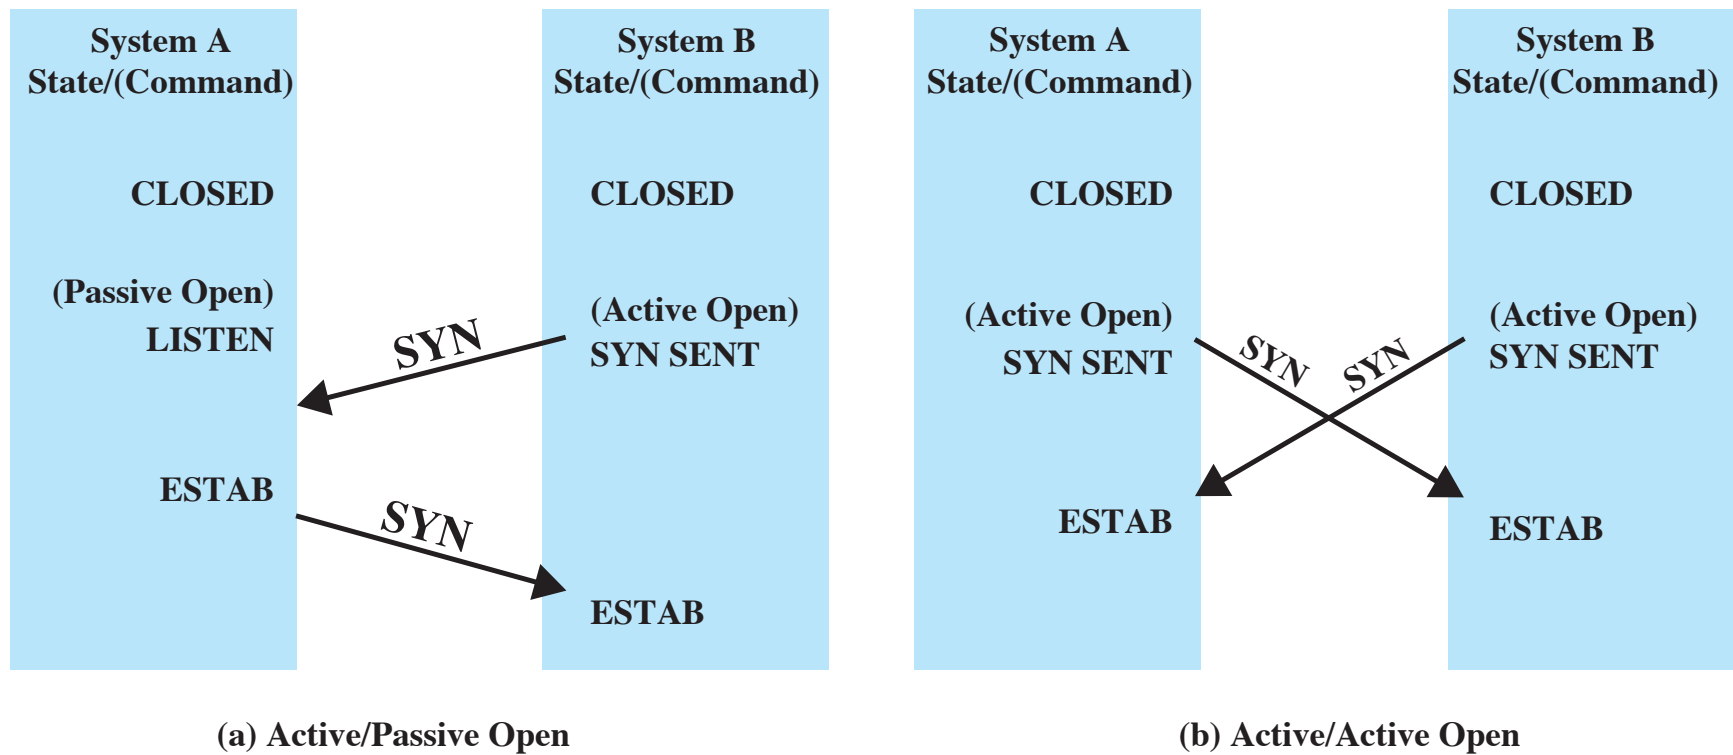 System A
State/(Command)
CLOSED
(Passive Open)
LISTEN
ESTAB
SYN
SYN
System B
State/(Command)
CLOSED
(Active Open)
SYN SENT
ESTAB
(a) Active/Passive Open
System A
State/(Command)
CLOSED
(Active Open)
SYN SENT
ESTAB
SYN
SYN
System B
State/(Command)
CLOSED
(Active Open)
SYN SENT
ESTAB
(b) Active/Active Open